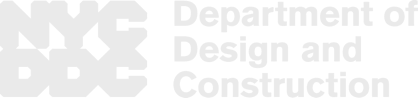 NYC
DDC
Department of
Design and
Construction